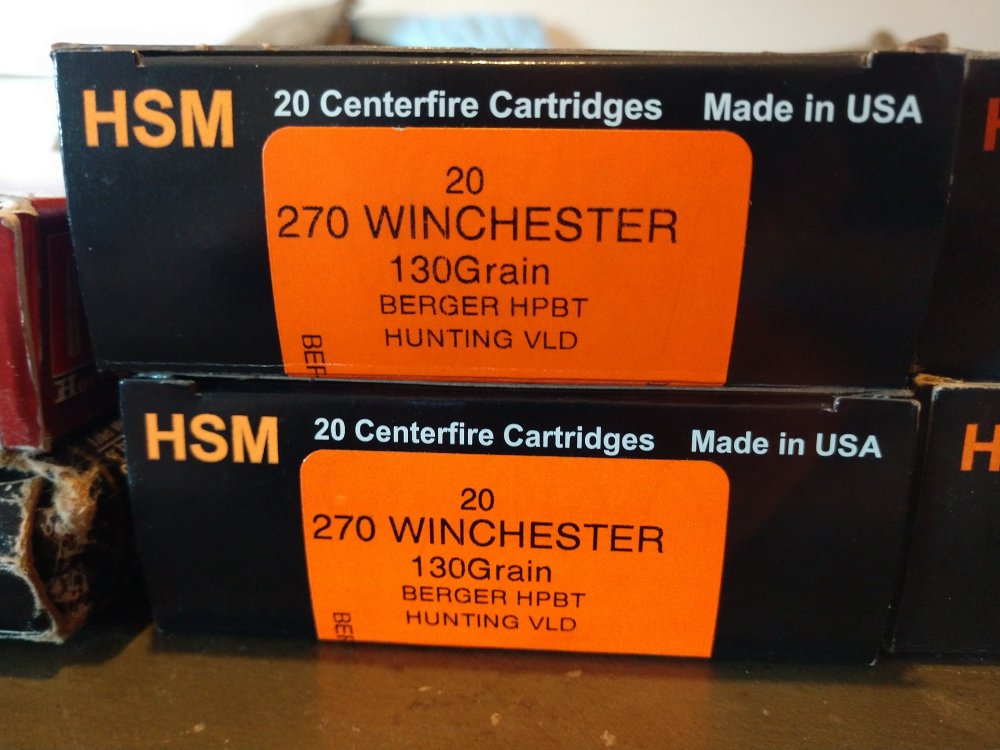 HSM 20 Centerfire Cartridges Made in USA
20
270 WINCHESTER
130Grain
BERGER HPBT
HUNTING VLD
HSM 20 Centerfire Cartridges Made in USA
20
270 WINCHESTER
130Grain
BERGER HPBT
HUNTING VLD